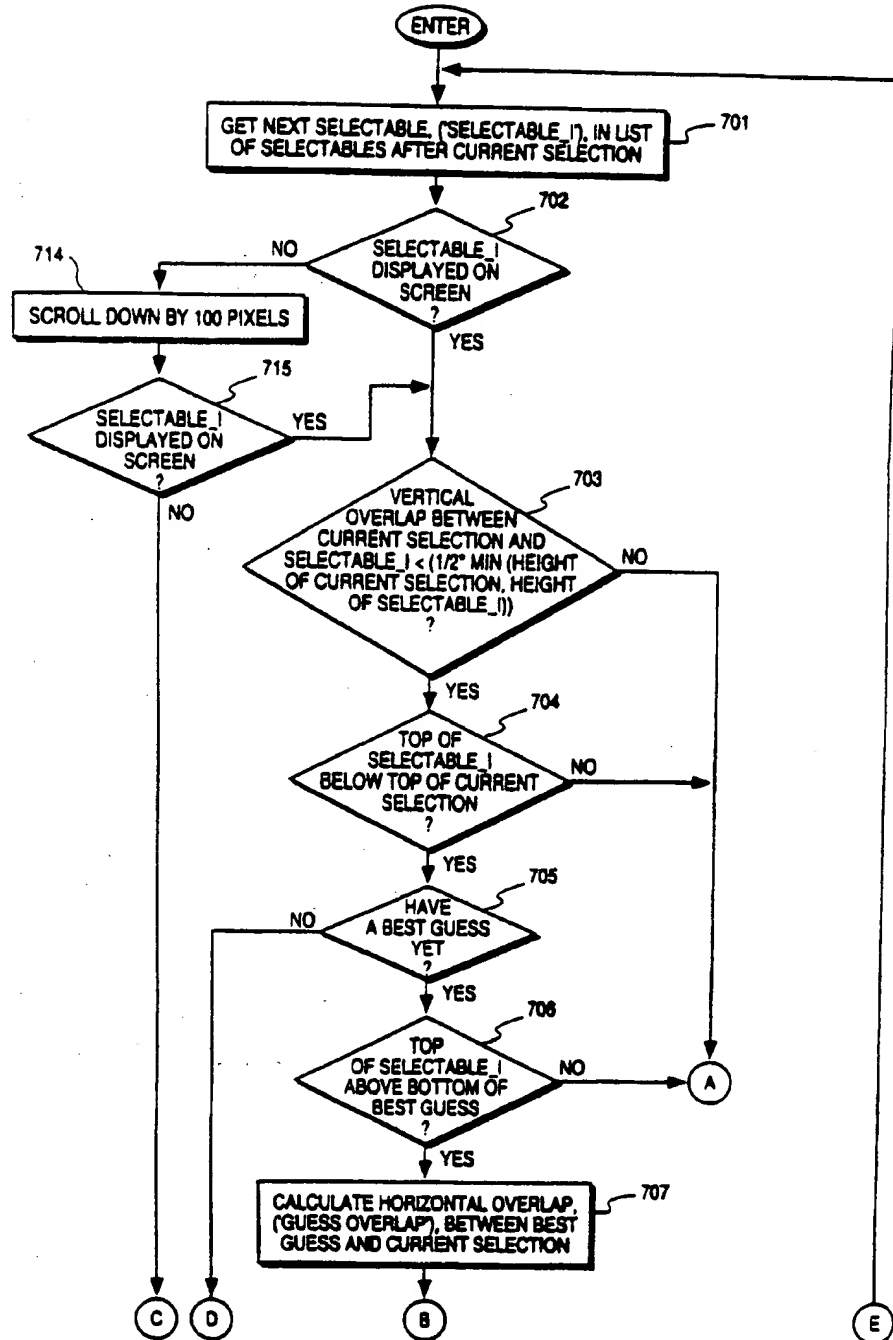 ENTER
GET NEXT SELECTABLE, ('SELECTABLE_I'), IN LIST
OF SELECTABLES AFTER CURRENT SELECTION
701
702
SELECTABLE_I
DISPLAYED ON
SCREEN
?
NO
YES
714
SCROLL DOWN BY 100 PIXELS
715
SELECTABLE_I
DISPLAYED ON
SCREEN
?
YES
NO
703
VERTICAL
OVERLAP BETWEEN
CURRENT SELECTION AND
SELECTABLE_I < (1/2* MIN (HEIGHT
OF CURRENT SELECTION, HEIGHT
OF SELECTABLE_I))
?
NO
YES
704
TOP OF
SELECTABLE_I
BELOW TOP OF CURRENT
SELECTION
?
NO
YES
705
HAVE
A BEST GUESS
YET
?
NO
YES
706
TOP
OF SELECTABLE_I
ABOVE BOTTOM OF
BEST GUESS
?
NO
A
YES
CALCULATE HORIZONTAL OVERLAP,
('GUESS OVERLAP'), BETWEEN BEST
GUESS AND CURRENT SELECTION
707
C
D
B
E